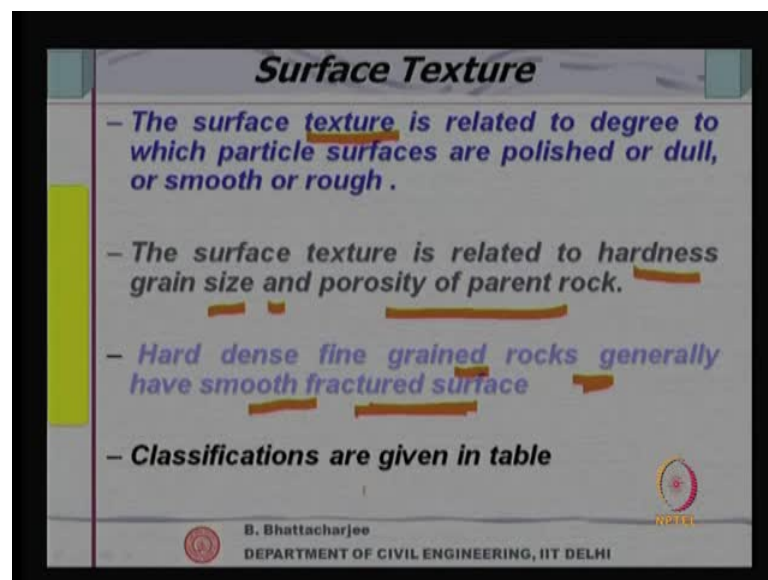 Surface Texture
– The surface texture is related to degree to
which particle surfaces are polished or dull,
or smooth or rough .
– The surface texture is related to hardness
grain size and porosity of parent rock.
– Hard dense fine grained rocks generally
have smooth fractured surface
– Classifications are given in table
NPTEL
B. Bhattacharjee
DEPARTMENT OF CIVIL ENGINEERING, IIT DELHI